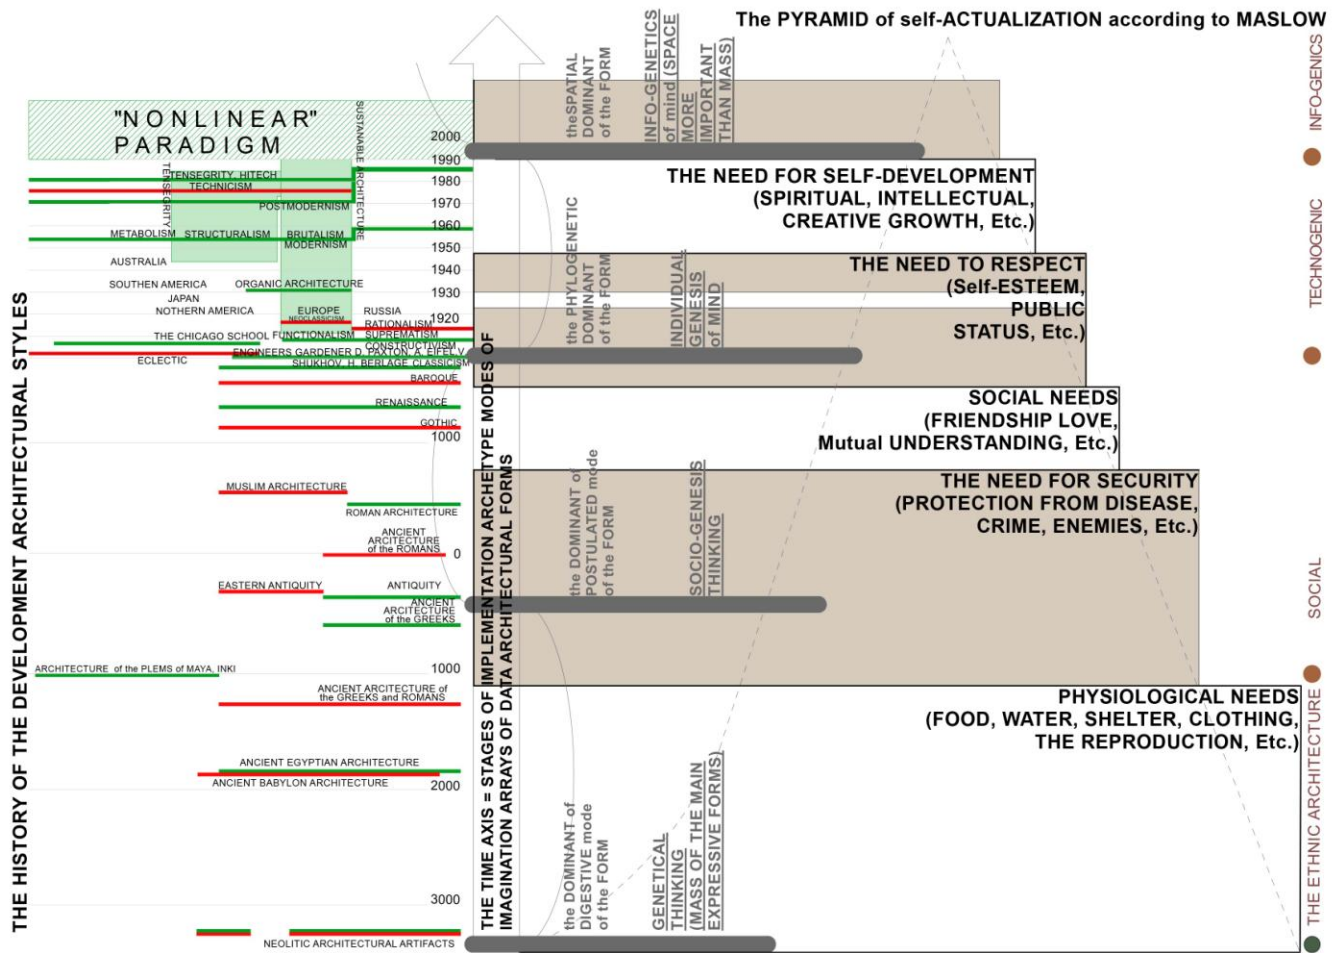 The PYRAMID of self-ACTUALIZATION according to MASLOW
THE HISTORY OF THE DEVELOPMENT ARCHITECTURAL STYLES
"NONLINEAR"
PARADIGM
SUSTANABLE ARCHITECTURE
TENSEGRITY
TENSEGRITY, HITECH
TECHNICISM
POSTMODERNISM
METABOLISM
STRUCTURALISM
BRUTALISM
MODERNISM
AUSTRALIA
SOUTHEN AMERICA
ORGANIC ARCHITECTURE
JAPAN
NOTHERN AMERICA
EUROPE
NEOCLASSICISM
RUSSIA
RATIONALISM
THE CHICAGO SCHOOL
FUNCTIONALISM
SUPREMATISM
CONSTRUCTIVISM
ECLECTIC
ENGINEERS GARDENER D. PAXTON, A. EIFEL V.
SHUKHOV, H. BERLAGE CLASSICISM
BAROQUE
RENAISSANCE
GOTHIC
MUSLIM ARCHITECTURE
ROMAN ARCHITECTURE
ANCIENT
ARCITECTURE
of the ROMANS
EASTERN ANTIQUITY
ANTIQUITY
ANCIENT
ARCITECTURE
of the GREEKS
ARCHITECTURE of the PLEMS of MAYA, INKI
ANCIENT ARCITECTURE of
the GREEKS and ROMANS
ANCIENT EGYPTIAN ARCHITECTURE
ANCIENT BABYLON ARCHITECTURE
NEOLITIC ARCHITECTURAL ARTIFACTS
2000
1990
1980
1970
1960
1950
1940
1930
1920
1000
0
1000
2000
3000
THE TIME AXIS = STAGES OF IMPLEMENTATION ARCHETYPE MODES OF
IMAGINATION ARRAYS OF DATA ARCHITECTURAL FORMS
theSPATIAL
DOMINANT
of the FORM
INFO-GENETICS
of mind (SPACE
MORE
IMPORTANT
THAN MASS)
the PHYLOGENETIC
DOMINANT
of the FORM
INDIVIDUAL
GENESIS
of MIND
the DOMINANT of
POSTULATED mode
of the FORM
SOCIO-GENESIS
THINKING
the DOMINANT of
DIGESTIVE mode
of the FORM
GENETICAL
THINKING
(MASS OF THE MAIN
EXPRESSIVE FORMS)
THE NEED FOR SELF-DEVELOPMENT
(SPIRITUAL, INTELLECTUAL,
CREATIVE GROWTH, Etc.)
THE NEED TO RESPECT
(Self-ESTEEM,
PUBLIC
STATUS, Etc.)
SOCIAL NEEDS
(FRIENDSHIP LOVE,
Mutual UNDERSTANDING, Etc.)
THE NEED FOR SECURITY
(PROTECTION FROM DISEASE,
CRIME, ENEMIES, Etc.)
PHYSIOLOGICAL NEEDS
(FOOD, WATER, SHELTER, CLOTHING,
THE REPRODUCTION, Etc.)
INFO-GENICS
TECHNOGENIC
SOCIAL
THE ETHNIC ARCHITECTURE